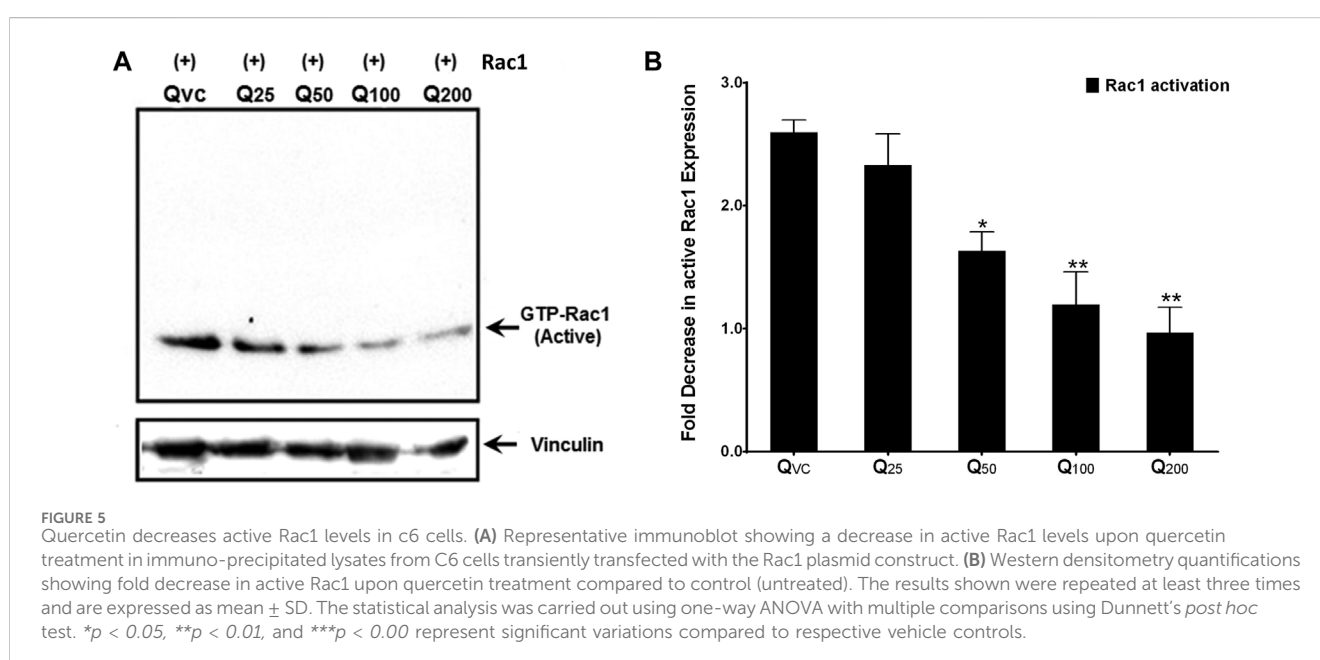 A (+) (+) (+) (+) (+) Rac1
QVC Q25 Q50 Q100 Q200
GTP-Rac1
(Active)
Vinculin
B
Rac1 activation
Fold Decrease in active Rac1 Expression
3.0
2.0
1.0
0.0
*
**
**
QVC Q25 Q50 Q100 Q200
FIGURE 5
Quercetin decreases active Rac1 levels in c6 cells. (A) Representative immunoblot showing a decrease in active Rac1 levels upon quercetin
treatment in immuno-precipitated lysates from C6 cells transiently transfected with the Rac1 plasmid construct. (B) Western densitometry quantifications
showing fold decrease in active Rac1 upon quercetin treatment compared to control (untreated). The results shown were repeated at least three times
and are expressed as mean ± SD. The statistical analysis was carried out using one-way ANOVA with multiple comparisons using Dunnett's post hoc
test. *p < 0.05, **p < 0.01, and ***p < 0.00 represent significant variations compared to respective vehicle controls.